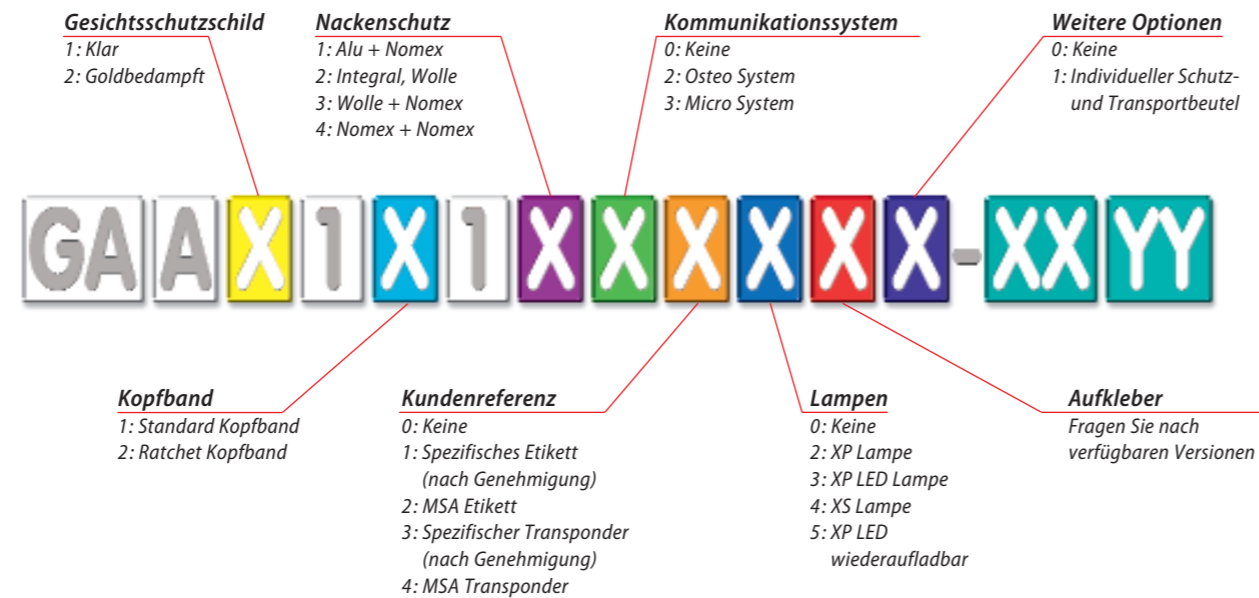 Gesichtsschutzschild
1: Klar
2: Goldbedampft
Nackenschutz
1: Alu + Nomex
2: Integral, Wolle
3: Wolle + Nomex
4: Nomex + Nomex
Kommunikationssystem
0: Keine
2: Osteo System
3: Micro System
Weitere Optionen
0: Keine
1: Individueller Schutz-
und Transportbeutel
GAAX1X1XXXXXX-XXYY
Kopfband
1: Standard Kopfband
2: Ratchet Kopfband
Kundenreferenz
0: Keine
1: Spezifisches Etikett
(nach Genehmigung)
2: MSA Etikett
3: Spezifischer Transponder
(nach Genehmigung)
4: MSA Transponder
Lampen
0: Keine
2: XP Lampe
3: XP LED Lampe
4: XS Lampe
5: XP LED
wiederaufladbar
Aufkleber
Fragen Sie nach
verfügbaren Versionen